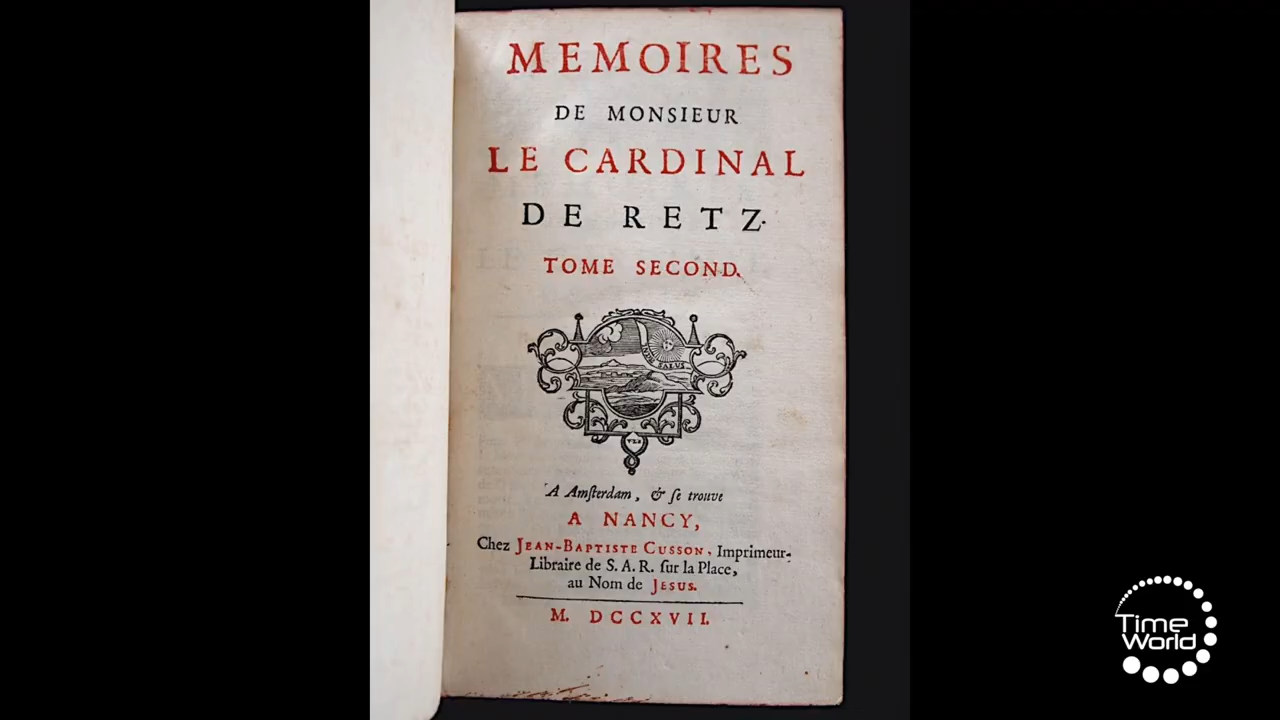 MEMOIRES
DE MONSIEUR
LE CARDINAL
DE RETZ.
TOME SECOND.
SALUS
A Amſterdam, & ſe trouve
A NANCY,
Chez JEAN-BAPTISTE CUSSON, Imprimeur-
Libraire de S. A. R. ſur la Place,
au Nom de JESUS.
M. DCCXVII.
Time
World